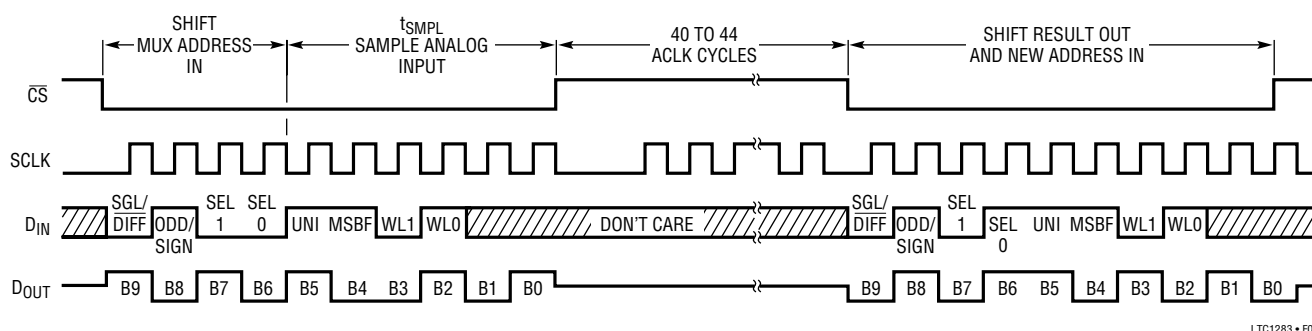 SHIFT
MUX ADDRESS
IN
tSMPL
SAMPLE ANALOG
INPUT
40 TO 44
ACLK CYCLES
SHIFT RESULT OUT
AND NEW ADDRESS IN
CS
SCLK
DIN
SGL/
DIFF
ODD/
SIGN
SEL
1
SEL
0
UNI
MSBF
WL1
WL0
DON'T CARE
SGL/
DIFF
ODD/
SIGN
SEL
1
SEL
0
UNI
MSBF
WL1
WL0
DOUT
B9 B8 B7 B6 B5 B4 B3 B2 B1 B0
B9 B8 B7 B6 B5 B4 B3 B2 B1 B0